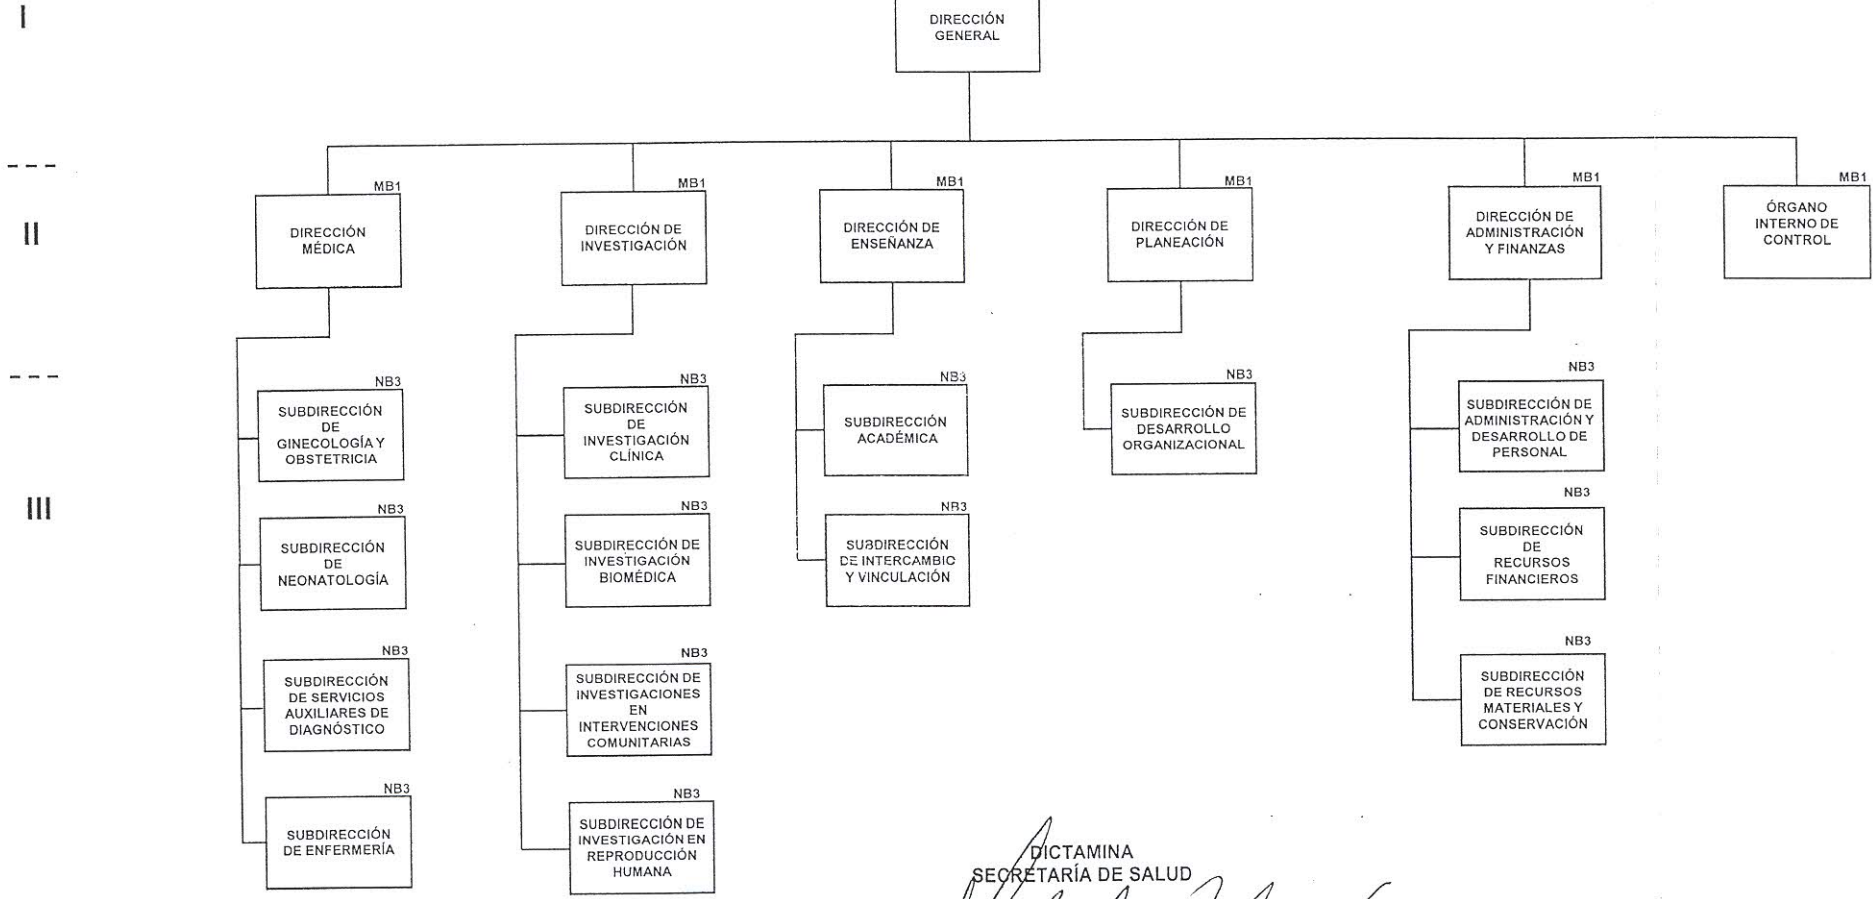 I
DIRECCIÓN
GENERAL
II
MB1
DIRECCIÓN
MÉDICA
MB1
DIRECCIÓN DE
INVESTIGACIÓN
MB1
DIRECCIÓN DE
ENSEÑANZA
MB1
DIRECCIÓN DE
PLANEACIÓN
MB1
DIRECCIÓN DE
ADMINISTRACIÓN
Y FINANZAS
MB1
ÓRGANO
INTERNO DE
CONTROL
III
NB3
SUBDIRECCIÓN
DE
GINECOLOGÍA Y
OBSTETRICIA
NB3
SUBDIRECCIÓN
DE
NEONATOLOGÍA
NB3
SUBDIRECCIÓN
DE SERVICIOS
AUXILIARES DE
DIAGNÓSTICO
NB3
SUBDIRECCIÓN
DE ENFERMERÍA
NB3
SUBDIRECCIÓN
DE
INVESTIGACIÓN
CLÍNICA
NB3
SUBDIRECCIÓN DE
INVESTIGACIÓN
BIOMÉDICA
NB3
SUBDIRECCIÓN DE
INVESTIGACIONES
EN
INTERVENCIONES
COMUNITARIAS
NB3
SUBDIRECCIÓN DE
INVESTIGACIÓN EN
REPRODUCCIÓN
HUMANA
NB3
SUBDIRECCIÓN
ACADÉMICA
NB3
SUBDIRECCIÓN
DE INTERCAMBIO
Y VINCULACIÓN
NB3
SUBDIRECCIÓN DE
DESARROLLO
ORGANIZACIONAL
NB3
SUBDIRECCIÓN DE
ADMINISTRACIÓN Y
DESARROLLO DE
PERSONAL
NB3
SUBDIRECCIÓN
DE
RECURSOS
FINANCIEROS
NB3
SUBDIRECCIÓN
DE RECURSOS
MATERIALES Y
CONSERVACIÓN
DICTAMINA
SECRETARÍA DE SALUD